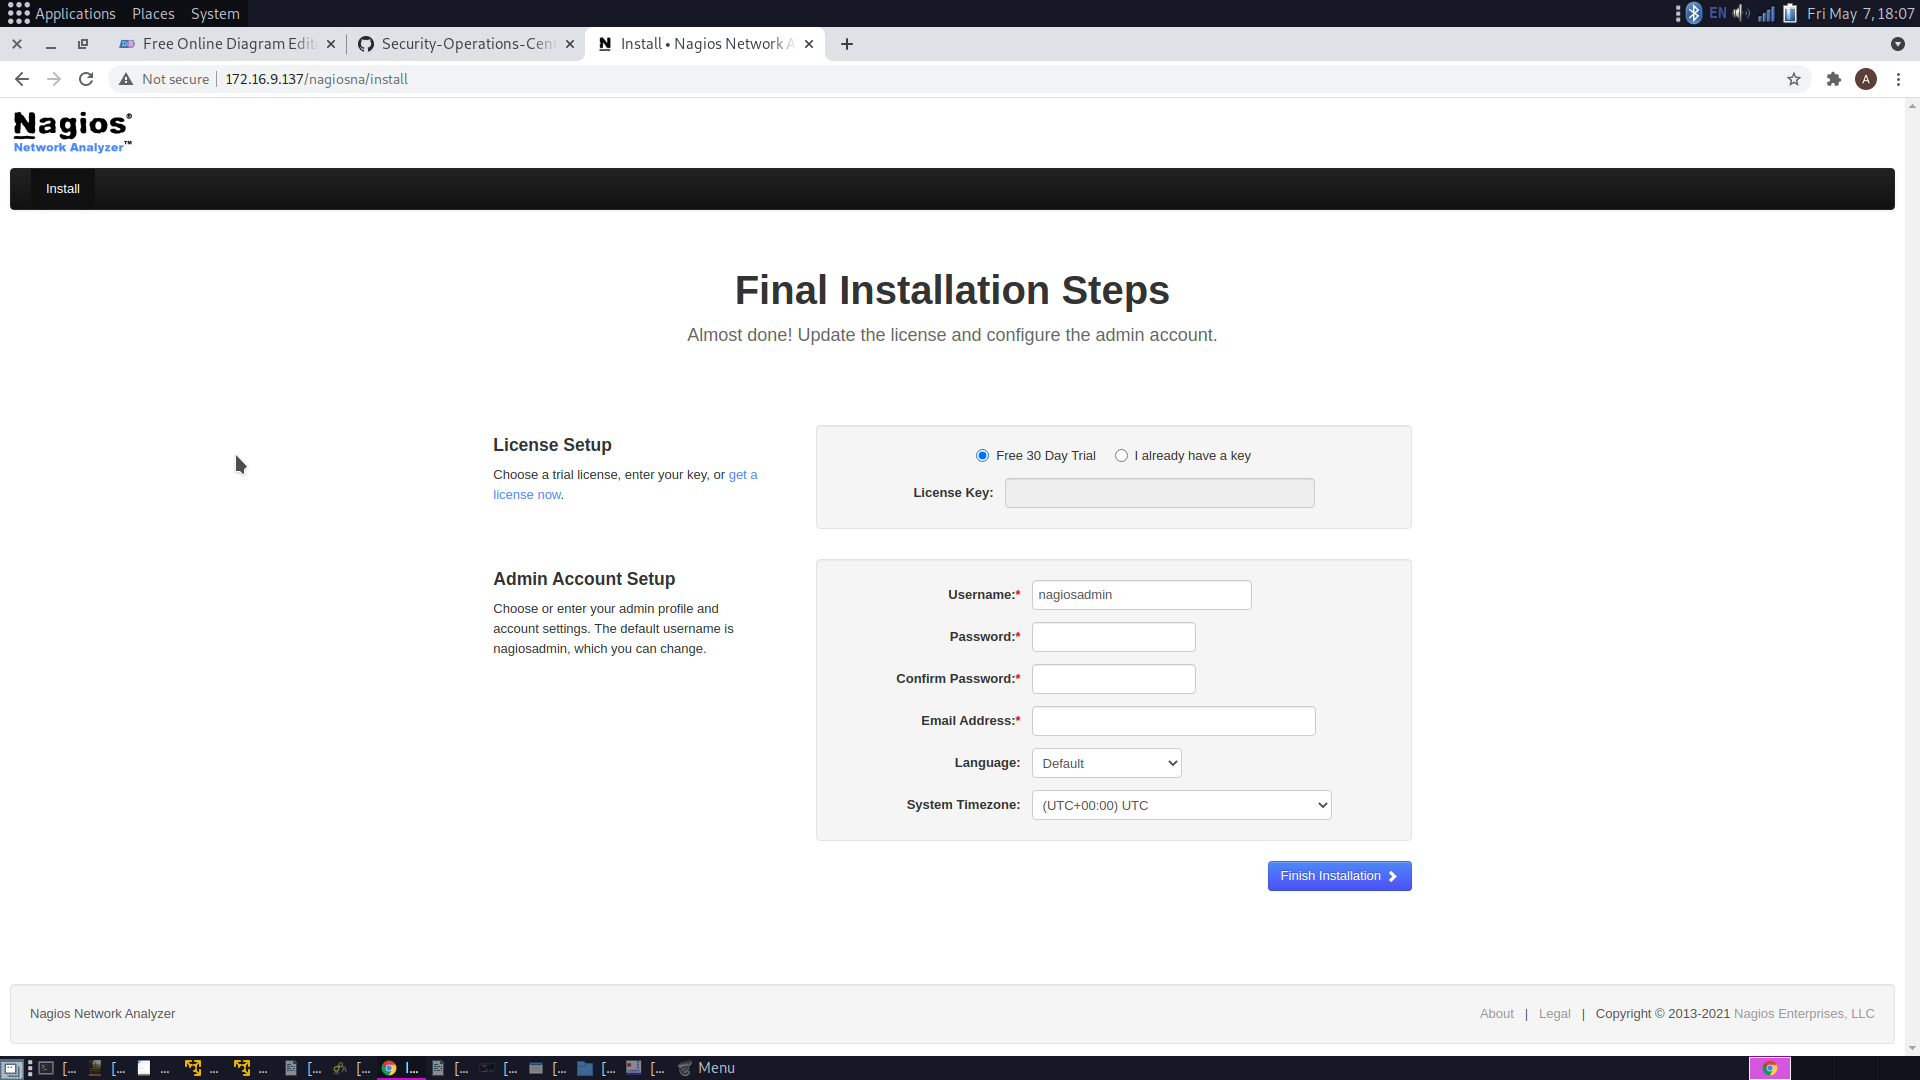 Applications Places System
EN Fri May 7, 18:07
Free Online Diagram Edit
Security-Operations-Cent
Install • Nagios Network A
Not secure | 172.16.9.137/nagiosna/install
A
Nagios®
Network Analyzer™
Install
Final Installation Steps
Almost done! Update the license and configure the admin account.
License Setup
Choose a trial license, enter your key, or get a
license now.
Free 30 Day Trial
I already have a key
License Key:
Admin Account Setup
Choose or enter your admin profile and
account settings. The default username is
nagiosadmin, which you can change.
Username:* nagiosadmin
Password:*
Confirm Password:*
Email Address:*
Language: Default
System Timezone: (UTC+00:00) UTC
Finish Installation
Nagios Network Analyzer
About | Legal | Copyright © 2013-2021 Nagios Enterprises, LLC
[... [... ... ... ... [... [... I... [... [... [... [... [... Menu